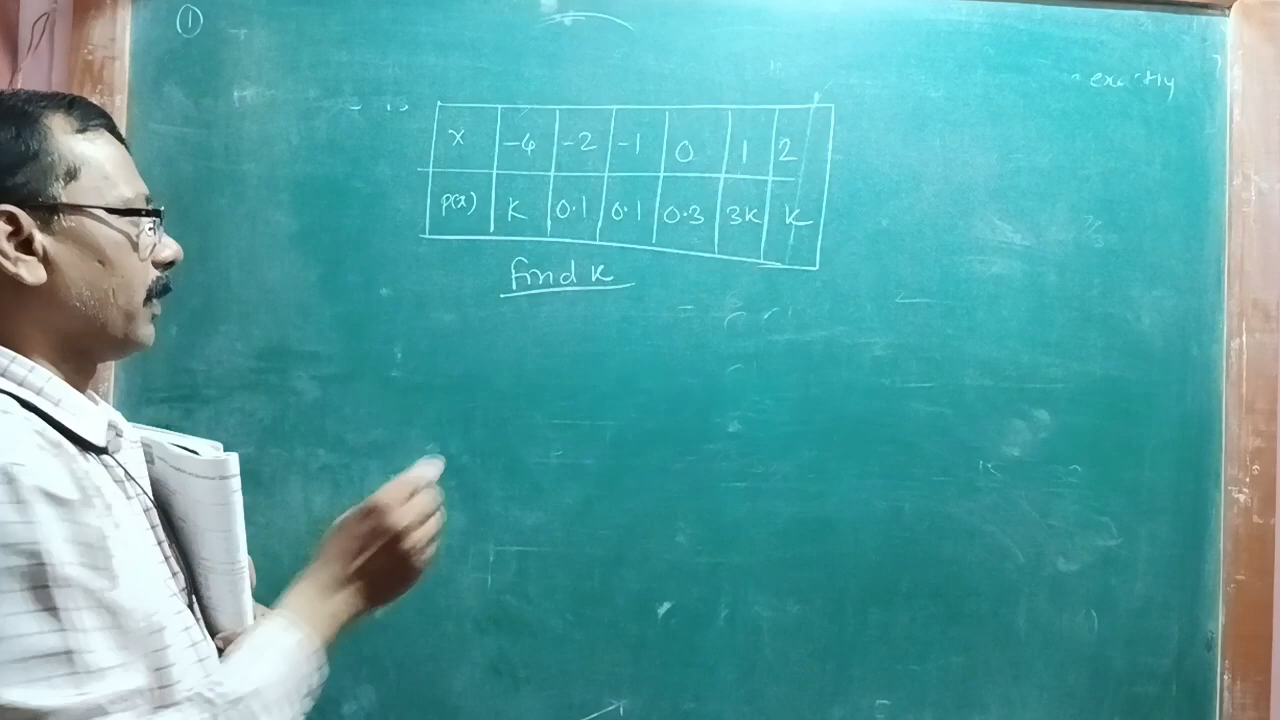 ①
exactly
x -4 -2 -1 0 1 2
p(x) K 0.1 0.1 0.3 3K K
Find K